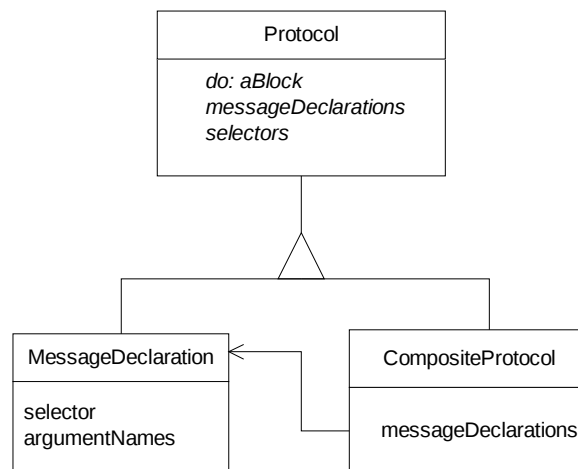 Protocol
do: aBlock
messageDeclarations
selectors
MessageDeclaration
selector
argumentNames
CompositeProtocol
messageDeclarations